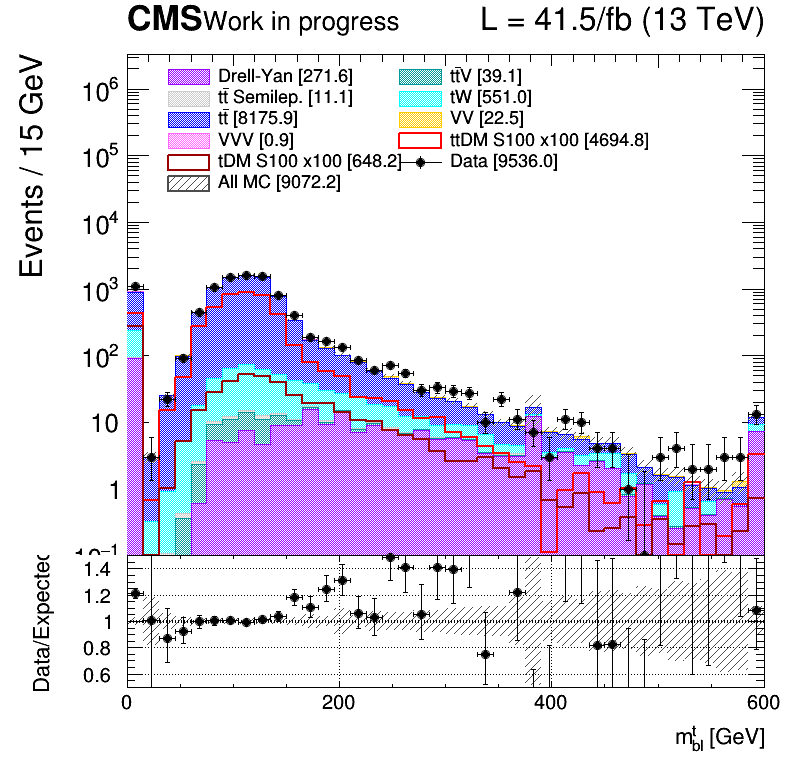 CMS Work in progress L = 41.5/fb (13 TeV)
Events / 15 GeV
Drell-Yan [271.6] tt̄V [39.1]
tt̄ Semilep. [11.1] tW [551.0]
tt̄ [8175.9] VV [22.5]
VVV [0.9] ttDM S100 x100 [4694.8]
tDM S100 x100 [648.2] Data [9536.0]
All MC [9072.2]
10⁶
10⁵
10⁴
10³
10²
10
1
10⁻¹
Data/Expected
1.4
1.2
1
0.8
0.6
0 200 400 600
m^t_bl [GeV]